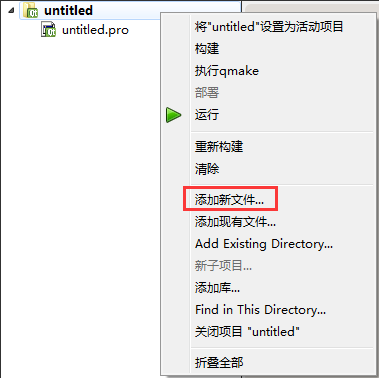 untitled
untitled.pro
将"untitled"设置为活动项目
构建
执行qmake
部署
运行
重新构建
清除
添加新文件...
添加现有文件...
Add Existing Directory...
新子项目...
添加库...
Find in This Directory...
关闭项目 "untitled"
折叠全部